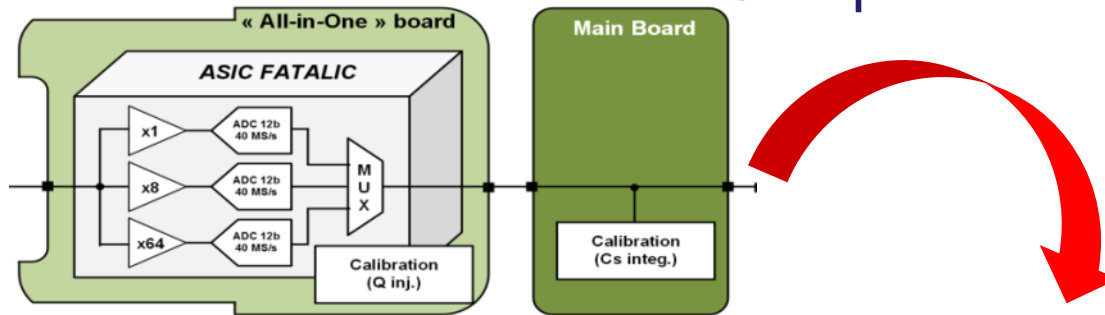 « All-in-One » board
ASIC FATALIC
x1
ADC 12b
40 MS/s
x8
ADC 12b
40 MS/s
x64
ADC 12b
40 MS/s
M
U
X
Calibration
(Q inj.)
Main Board
Calibration
(Cs integ.)